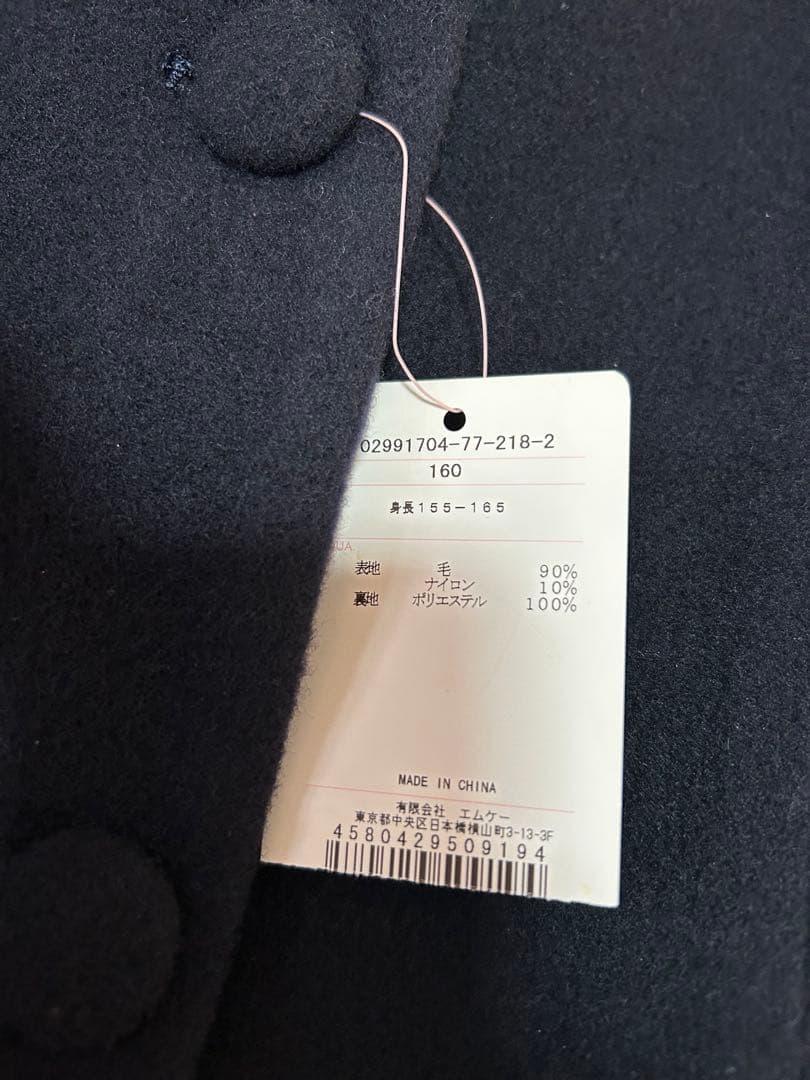 02991704-77-218-2
160
身長155-165
UA.
表地 毛 90%
ナイロン 10%
裏地 ポリエステル 100%
MADE IN CHINA
有限会社 エムケー
東京都中央区日本橋横山町3-13-3F
4580429509194